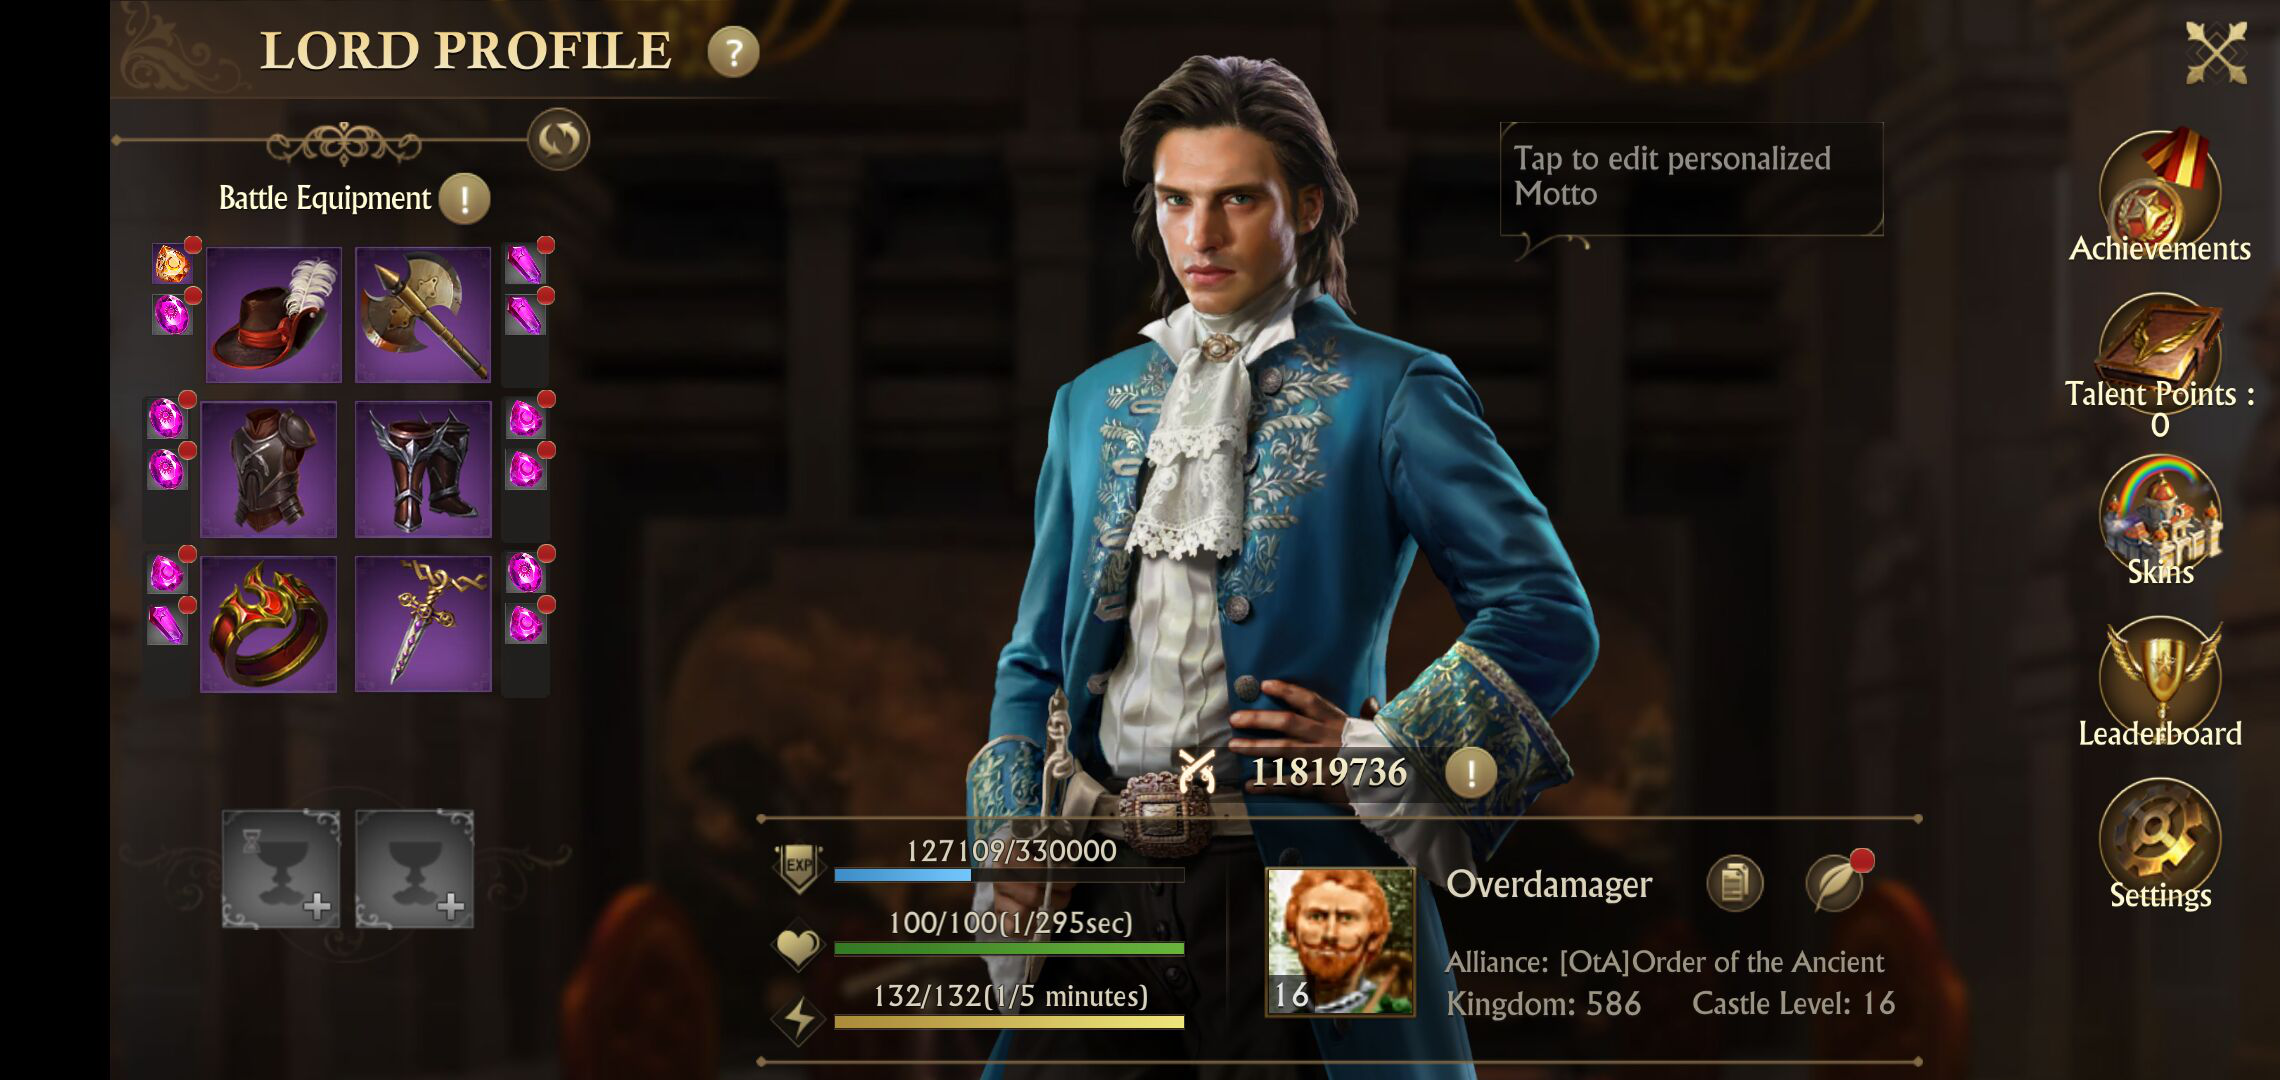 LORD PROFILE ?
Battle Equipment !
Tap to edit personalized
Motto
Achievements
Talent Points :
0
Skins
Leaderboard
Settings
11819736 !
EXP 127109/330000
100/100(1/295sec)
132/132(1/5 minutes)
16
Overdamager
Alliance: [OtA]Order of the Ancient
Kingdom: 586 Castle Level: 16